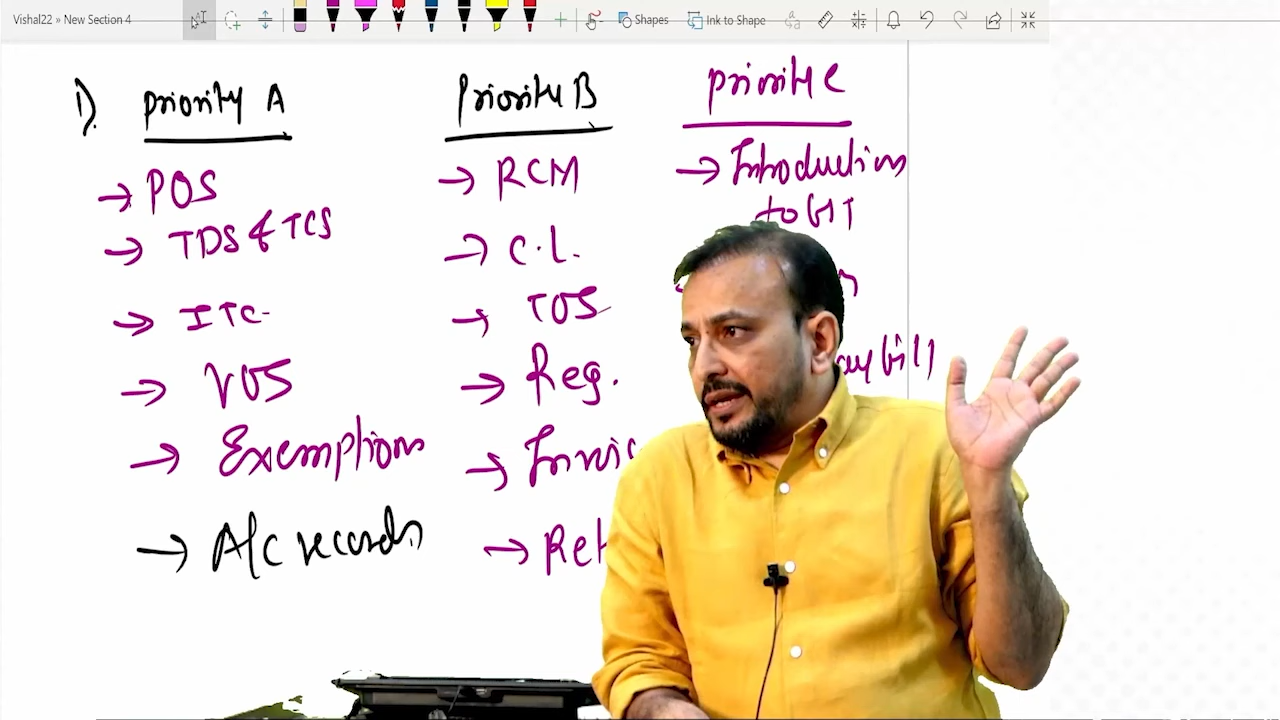 Vishal22 » New Section 4
Shapes
Ink to Shape
1).
Priority A
→ POS
→ TDS & TCS
→ ITC
→ VOS
→ Exemptions
→ A/c records
Priority B
→ RCM
→ C.L.
→ TOS
→ Reg.
→
→
Priority C
→ Introduction
to GST